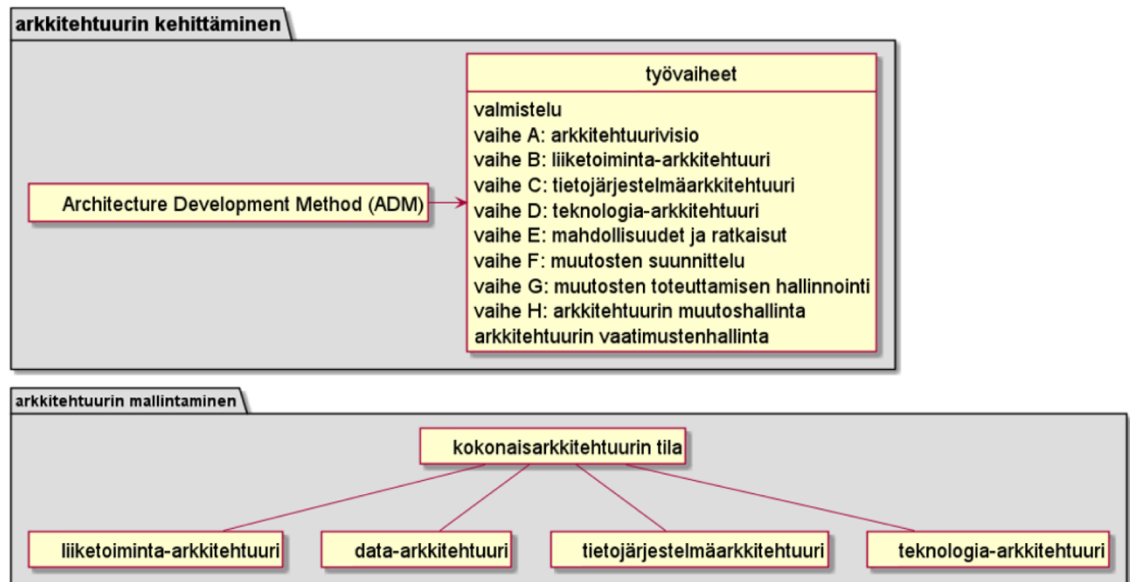 arkkitehtuurin kehittäminen
työvaiheet
valmistelu
vaihe A: arkkitehtuurivisio
vaihe B: liiketoiminta-arkkitehtuuri
vaihe C: tietojärjestelmäarkkitehtuuri
Architecture Development Method (ADM)
vaihe D: teknologia-arkkitehtuuri
vaihe E: mahdollisuudet ja ratkaisut
vaihe F: muutosten suunnittelu
vaihe G: muutosten toteuttamisen hallinnointi
vaihe H: arkkitehtuurin muutoshallinta
arkkitehtuurin vaatimustenhallinta
arkkitehtuurin mallintaminen
kokonaisarkkitehtuurin tila
liiketoiminta-arkkitehtuuri
data-arkkitehtuuri
tietojärjestelmäarkkitehtuuri
teknologia-arkkitehtuuri